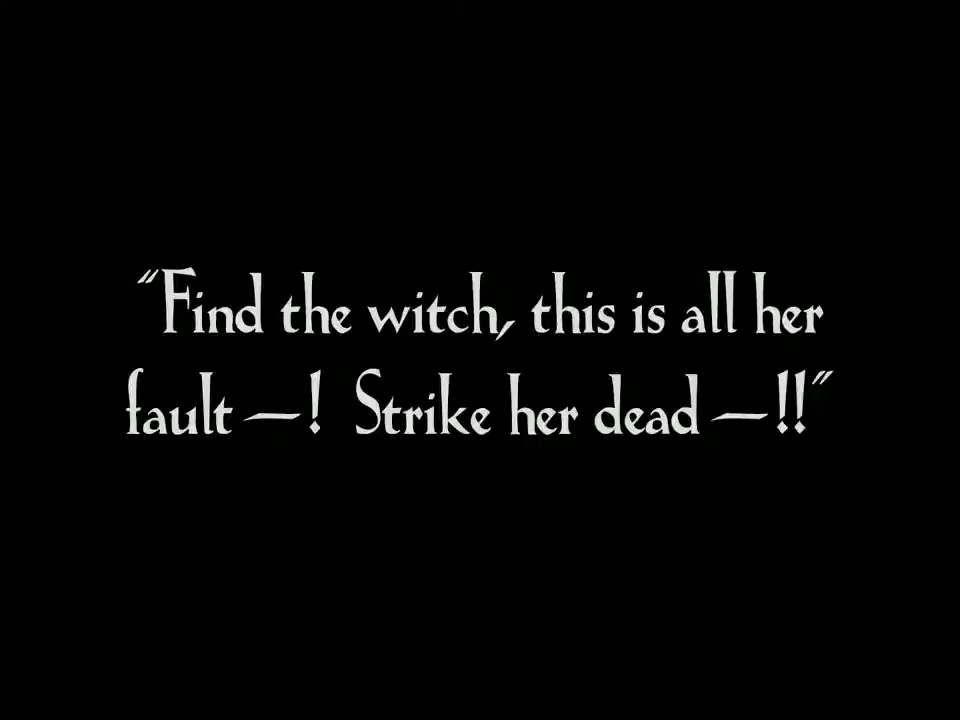 “Find the witch, this is all her
fault —! Strike her dead —!!”